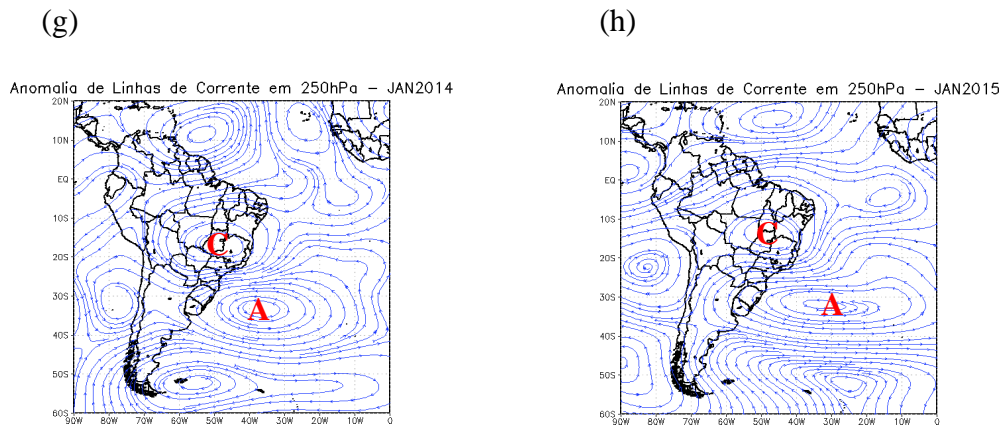 (g) (h)
Anomalia de Linhas de Corrente em 250hPa – JAN2014
20N
10N
EQ
10S
20S
30S
40S
50S
60S
90W 80W 70W 60W 50W 40W 30W 20W 10W 0
C
A
Anomalia de Linhas de Corrente em 250hPa – JAN2015
20N
10N
EQ
10S
20S
30S
40S
50S
60S
90W 80W 70W 60W 50W 40W 30W 20W 10W 0
C
A